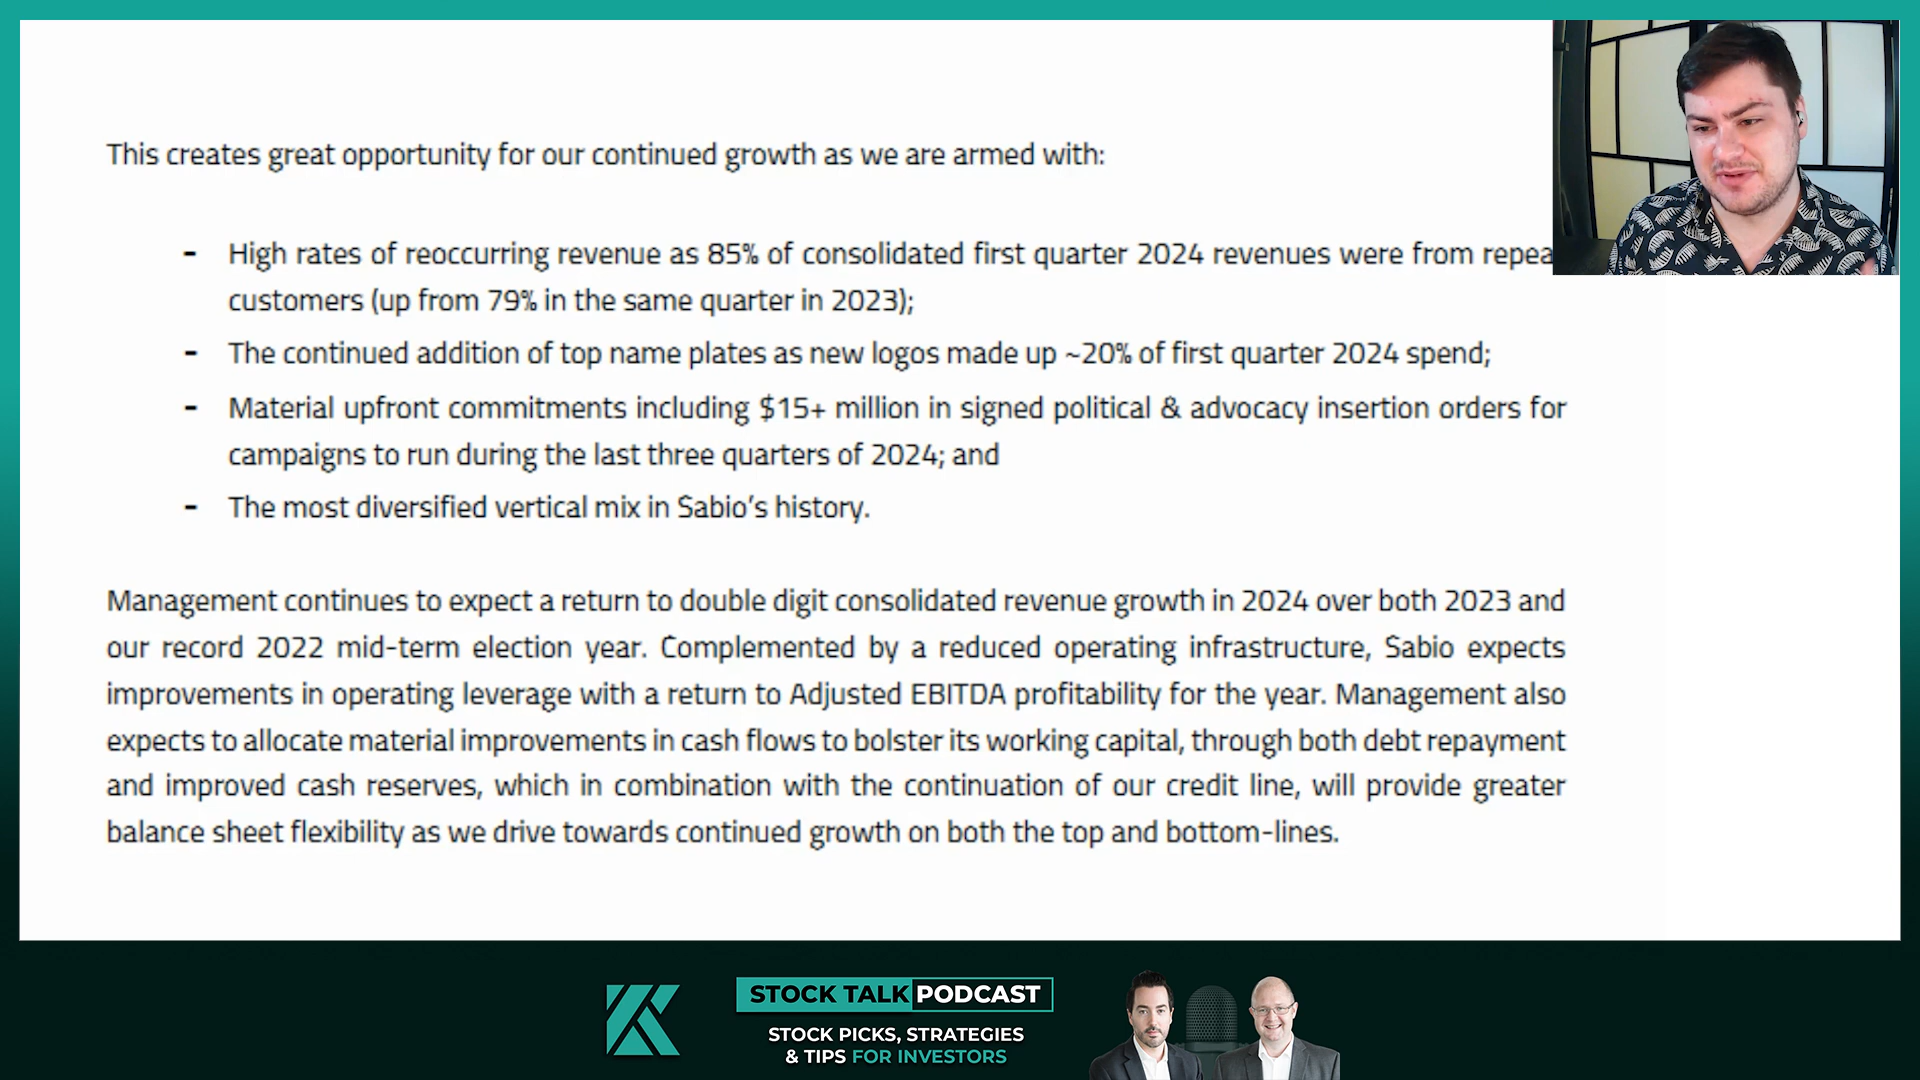 This creates great opportunity for our continued growth as we are armed with:
- High rates of reoccurring revenue as 85% of consolidated first quarter 2024 revenues were from repea
customers (up from 79% in the same quarter in 2023);
- The continued addition of top name plates as new logos made up ~20% of first quarter 2024 spend;
- Material upfront commitments including $15+ million in signed political & advocacy insertion orders for
campaigns to run during the last three quarters of 2024; and
- The most diversified vertical mix in Sabio's history.
Management continues to expect a return to double digit consolidated revenue growth in 2024 over both 2023 and
our record 2022 mid-term election year. Complemented by a reduced operating infrastructure, Sabio expects
improvements in operating leverage with a return to Adjusted EBITDA profitability for the year. Management also
expects to allocate material improvements in cash flows to bolster its working capital, through both debt repayment
and improved cash reserves, which in combination with the continuation of our credit line, will provide greater
balance sheet flexibility as we drive towards continued growth on both the top and bottom-lines.
STOCK TALK PODCAST
STOCK PICKS, STRATEGIES
& TIPS FOR INVESTORS